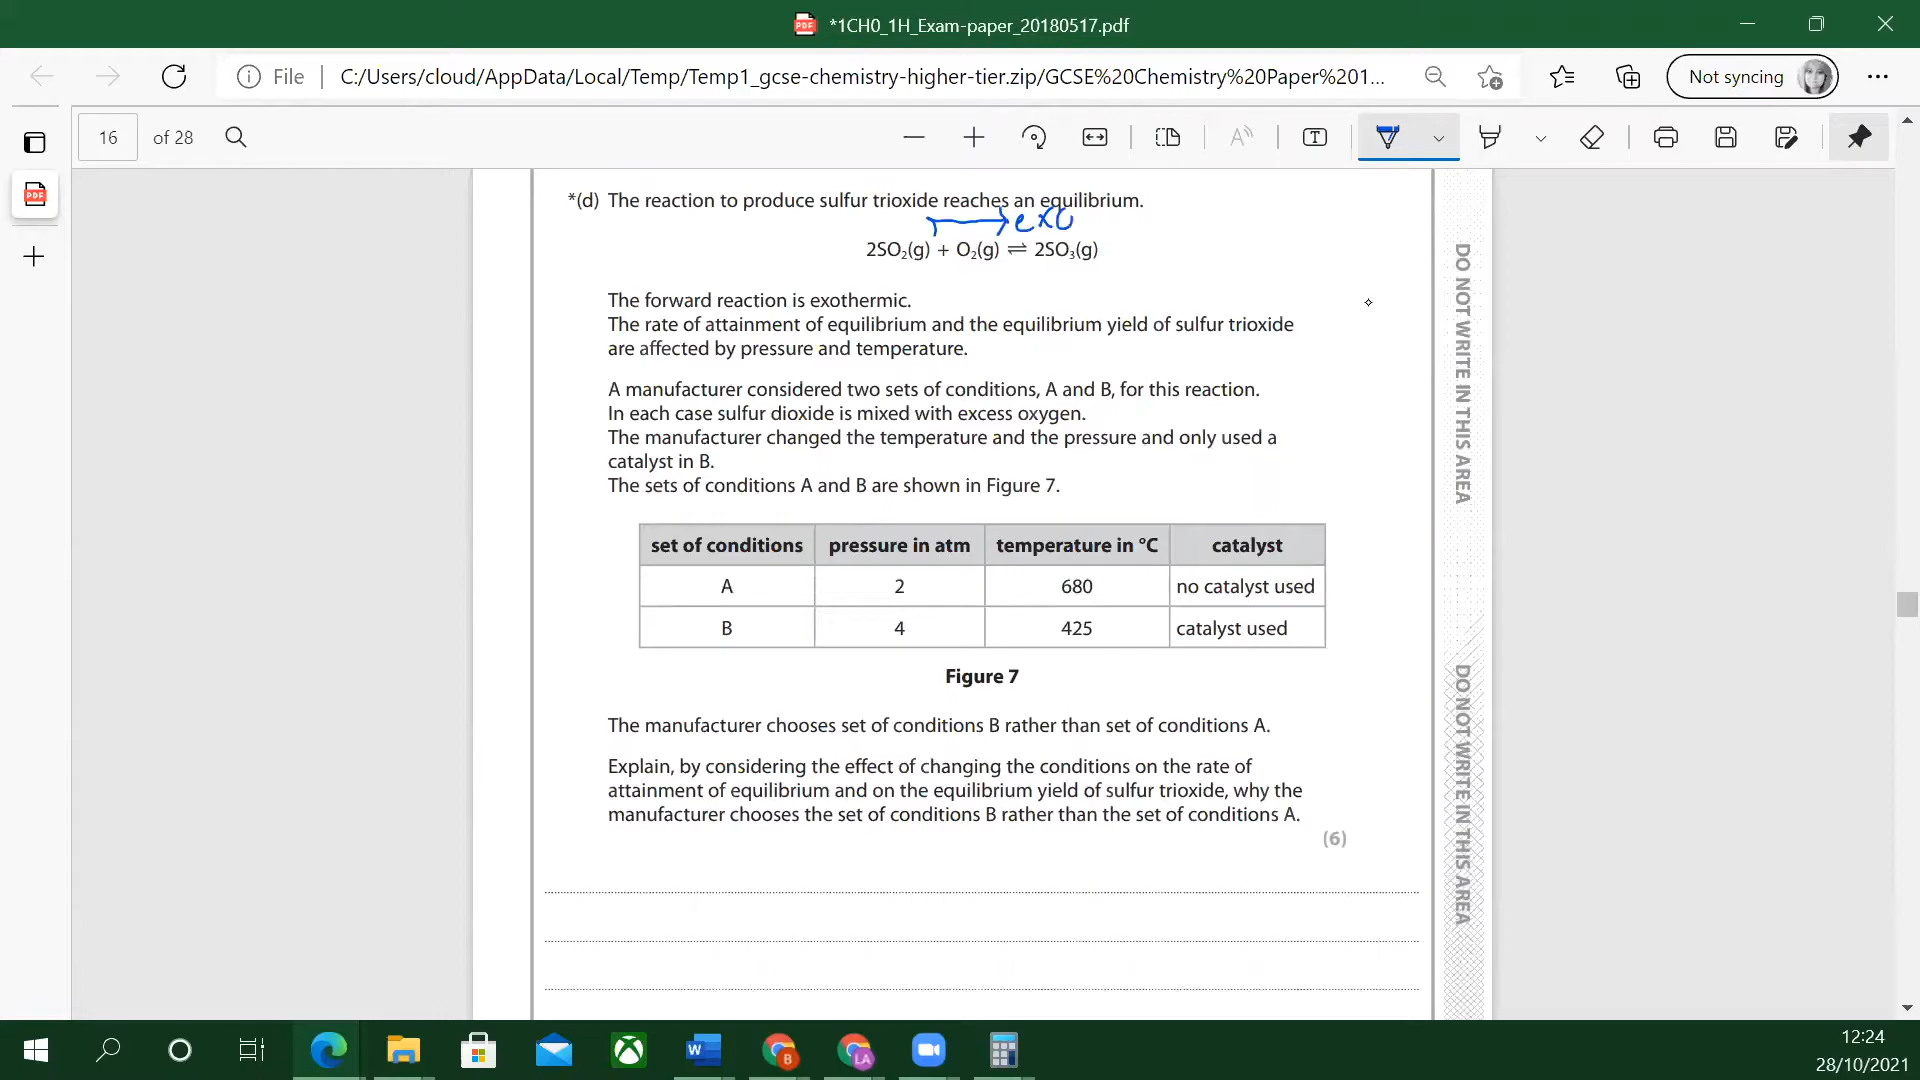 *1CH0_1H_Exam-paper_20180517.pdf
File
C:/Users/cloud/AppData/Local/Temp/Temp1_gcse-chemistry-higher-tier.zip/GCSE%20Chemistry%20Paper%201...
Not syncing
16 of 28
*(d) The reaction to produce sulfur trioxide reaches an equilibrium.
exo
2SO₂(g) + O₂(g) ⇌ 2SO₃(g)
The forward reaction is exothermic.
The rate of attainment of equilibrium and the equilibrium yield of sulfur trioxide
are affected by pressure and temperature.
A manufacturer considered two sets of conditions, A and B, for this reaction.
In each case sulfur dioxide is mixed with excess oxygen.
The manufacturer changed the temperature and the pressure and only used a
catalyst in B.
The sets of conditions A and B are shown in Figure 7.
set of conditions pressure in atm temperature in °C catalyst
A 2 680 no catalyst used
B 4 425 catalyst used
Figure 7
The manufacturer chooses set of conditions B rather than set of conditions A.
Explain, by considering the effect of changing the conditions on the rate of
attainment of equilibrium and on the equilibrium yield of sulfur trioxide, why the
manufacturer chooses the set of conditions B rather than the set of conditions A.
(6)
DO NOT WRITE IN THIS AREA
DO NOT WRITE IN THIS AREA
12:24
28/10/2021